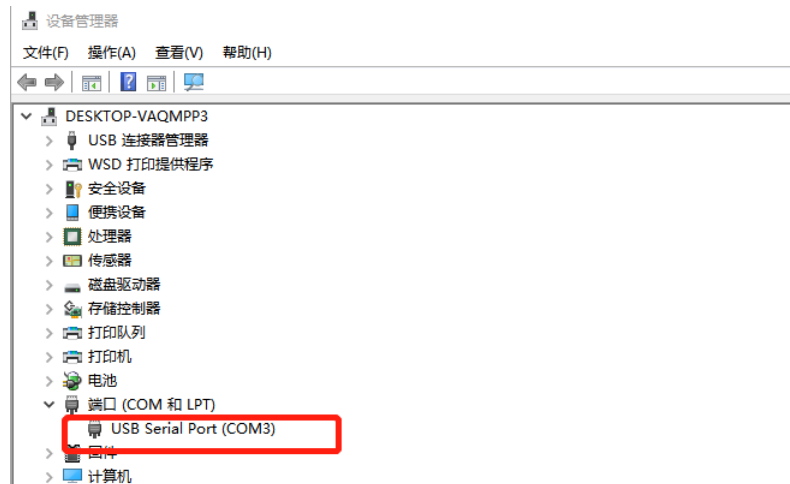 设备管理器
文件(F) 操作(A) 查看(V) 帮助(H)
DESKTOP-VAQMPP3
USB 连接器管理器
WSD 打印提供程序
安全设备
便携设备
处理器
传感器
磁盘驱动器
存储控制器
打印队列
打印机
电池
端口 (COM 和 LPT)
USB Serial Port (COM3)
固件
计算机